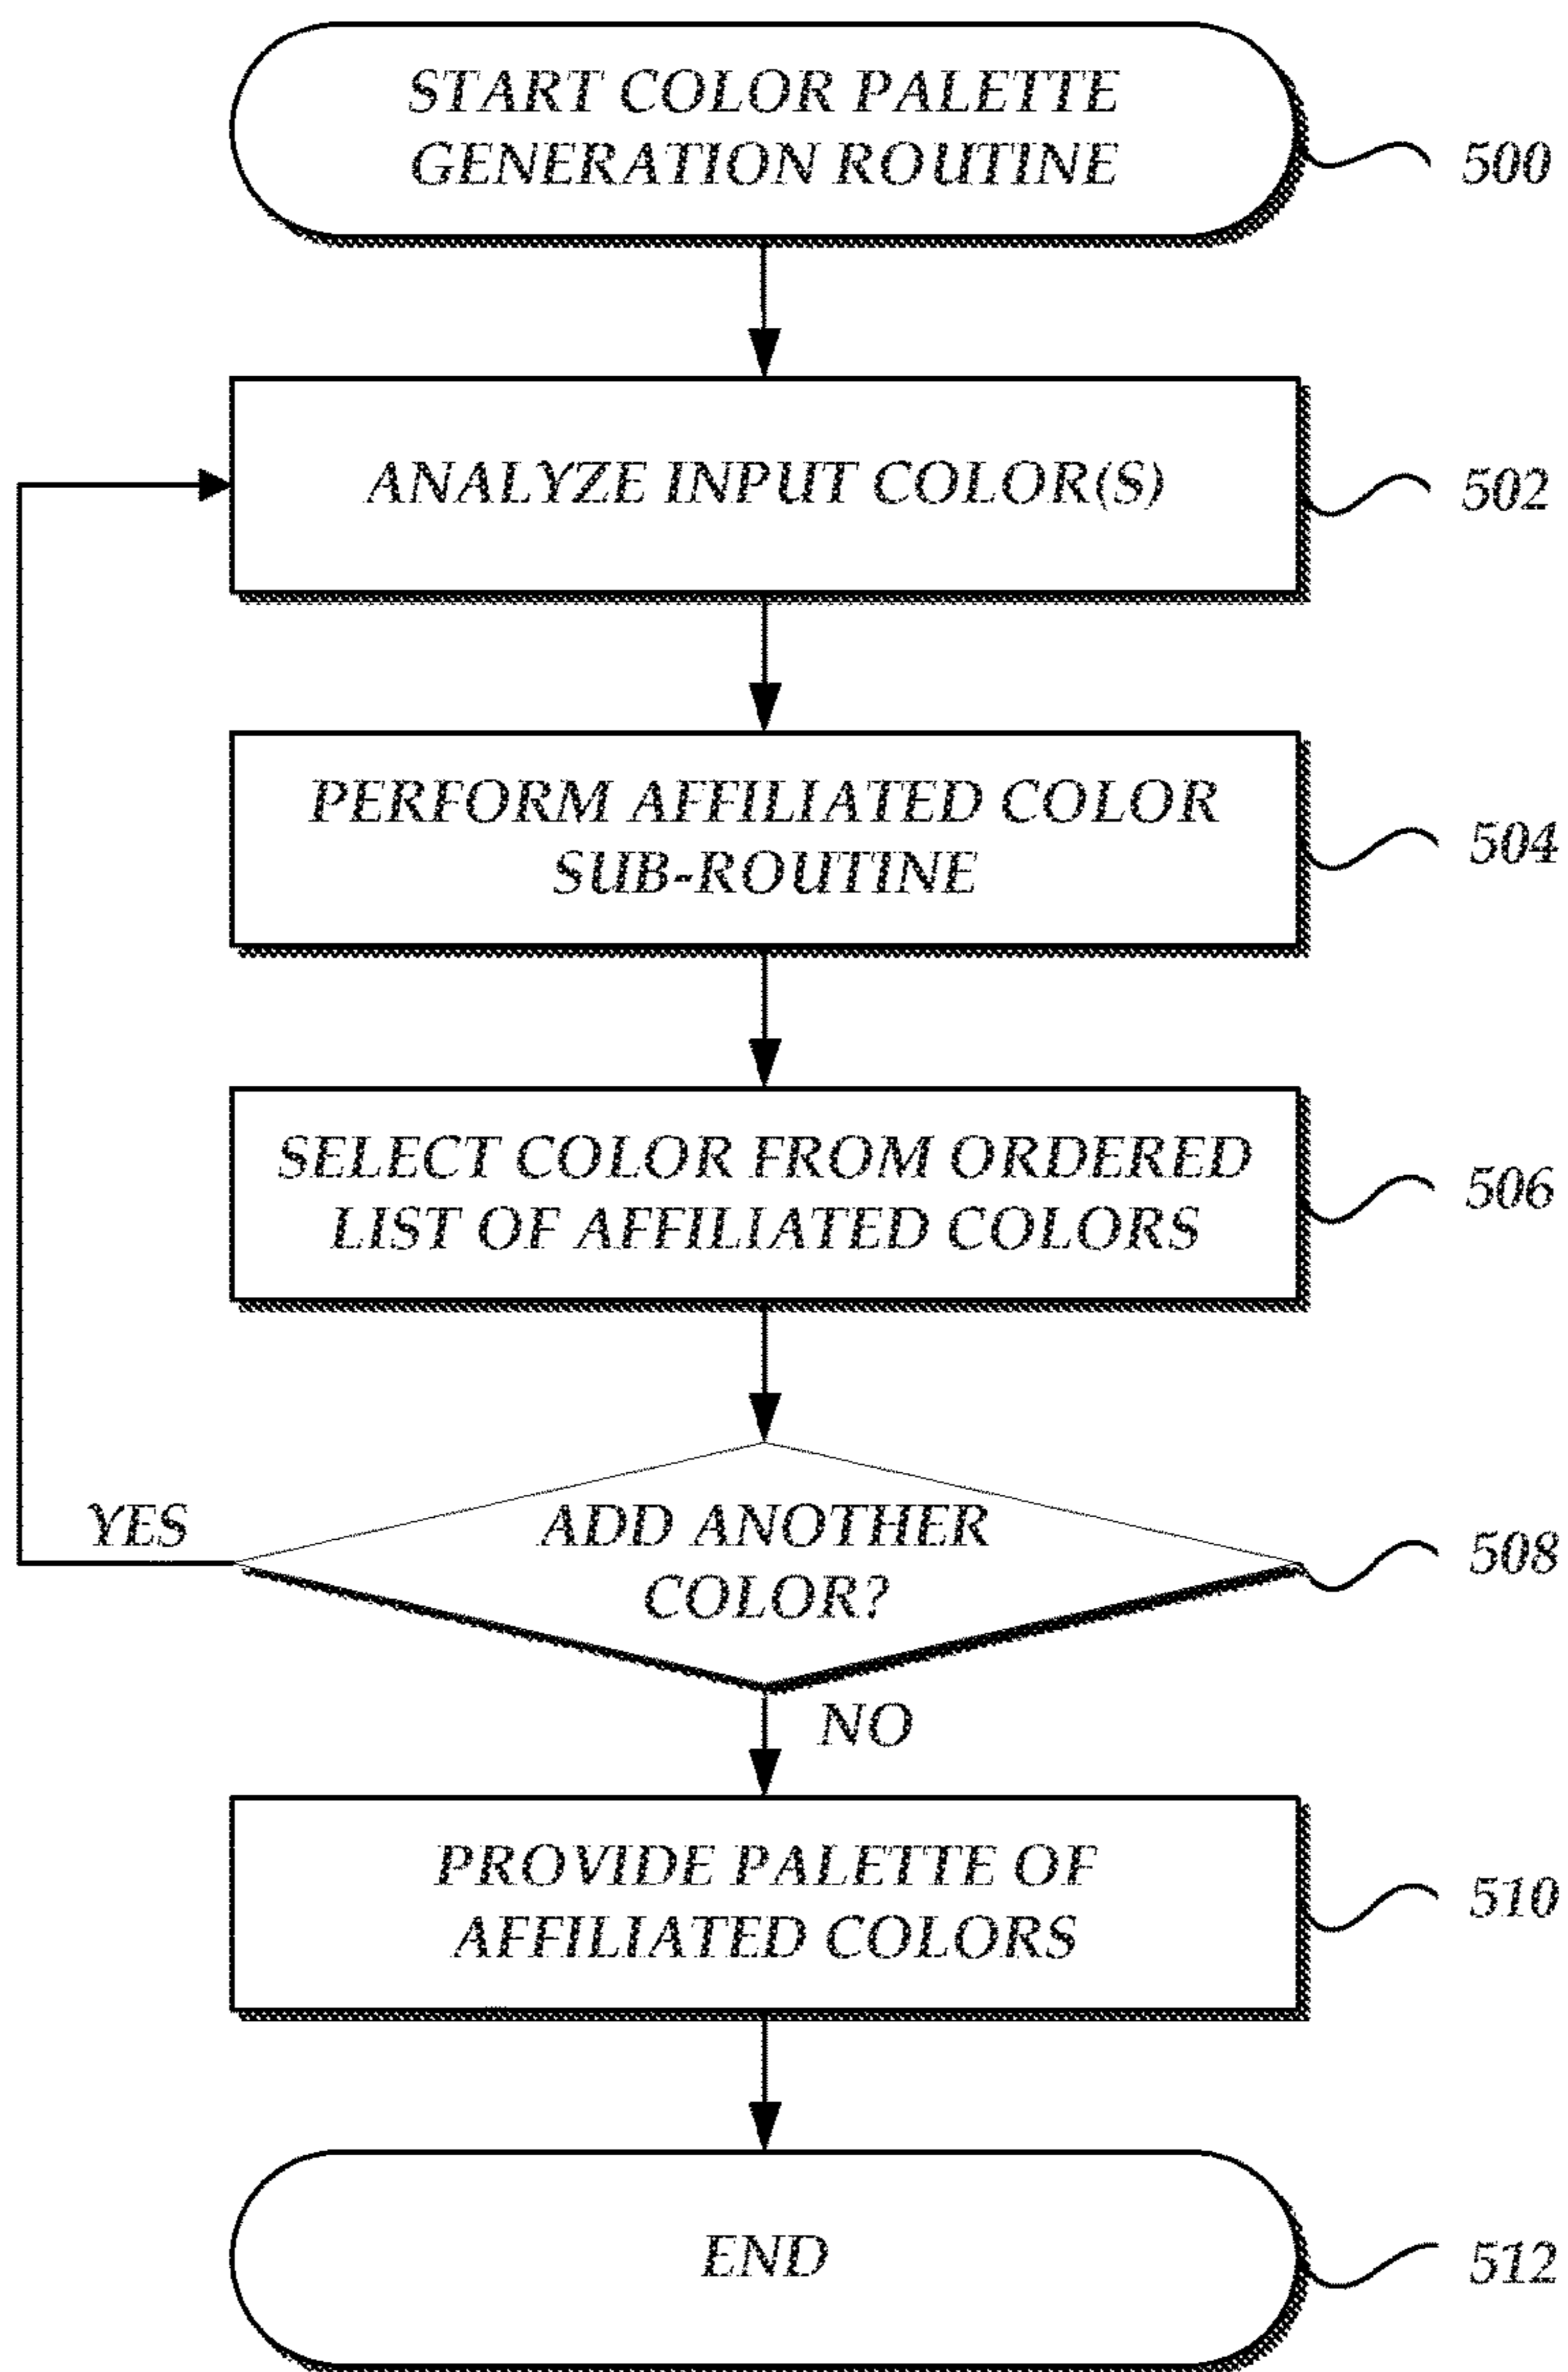 START COLOR PALETTE
GENERATION ROUTINE
500
ANALYZE INPUT COLOR(S)
502
PERFORM AFFILIATED COLOR
SUB-ROUTINE
504
SELECT COLOR FROM ORDERED
LIST OF AFFILIATED COLORS
506
YES
ADD ANOTHER
COLOR?
508
NO
PROVIDE PALETTE OF
AFFILIATED COLORS
510
END
512